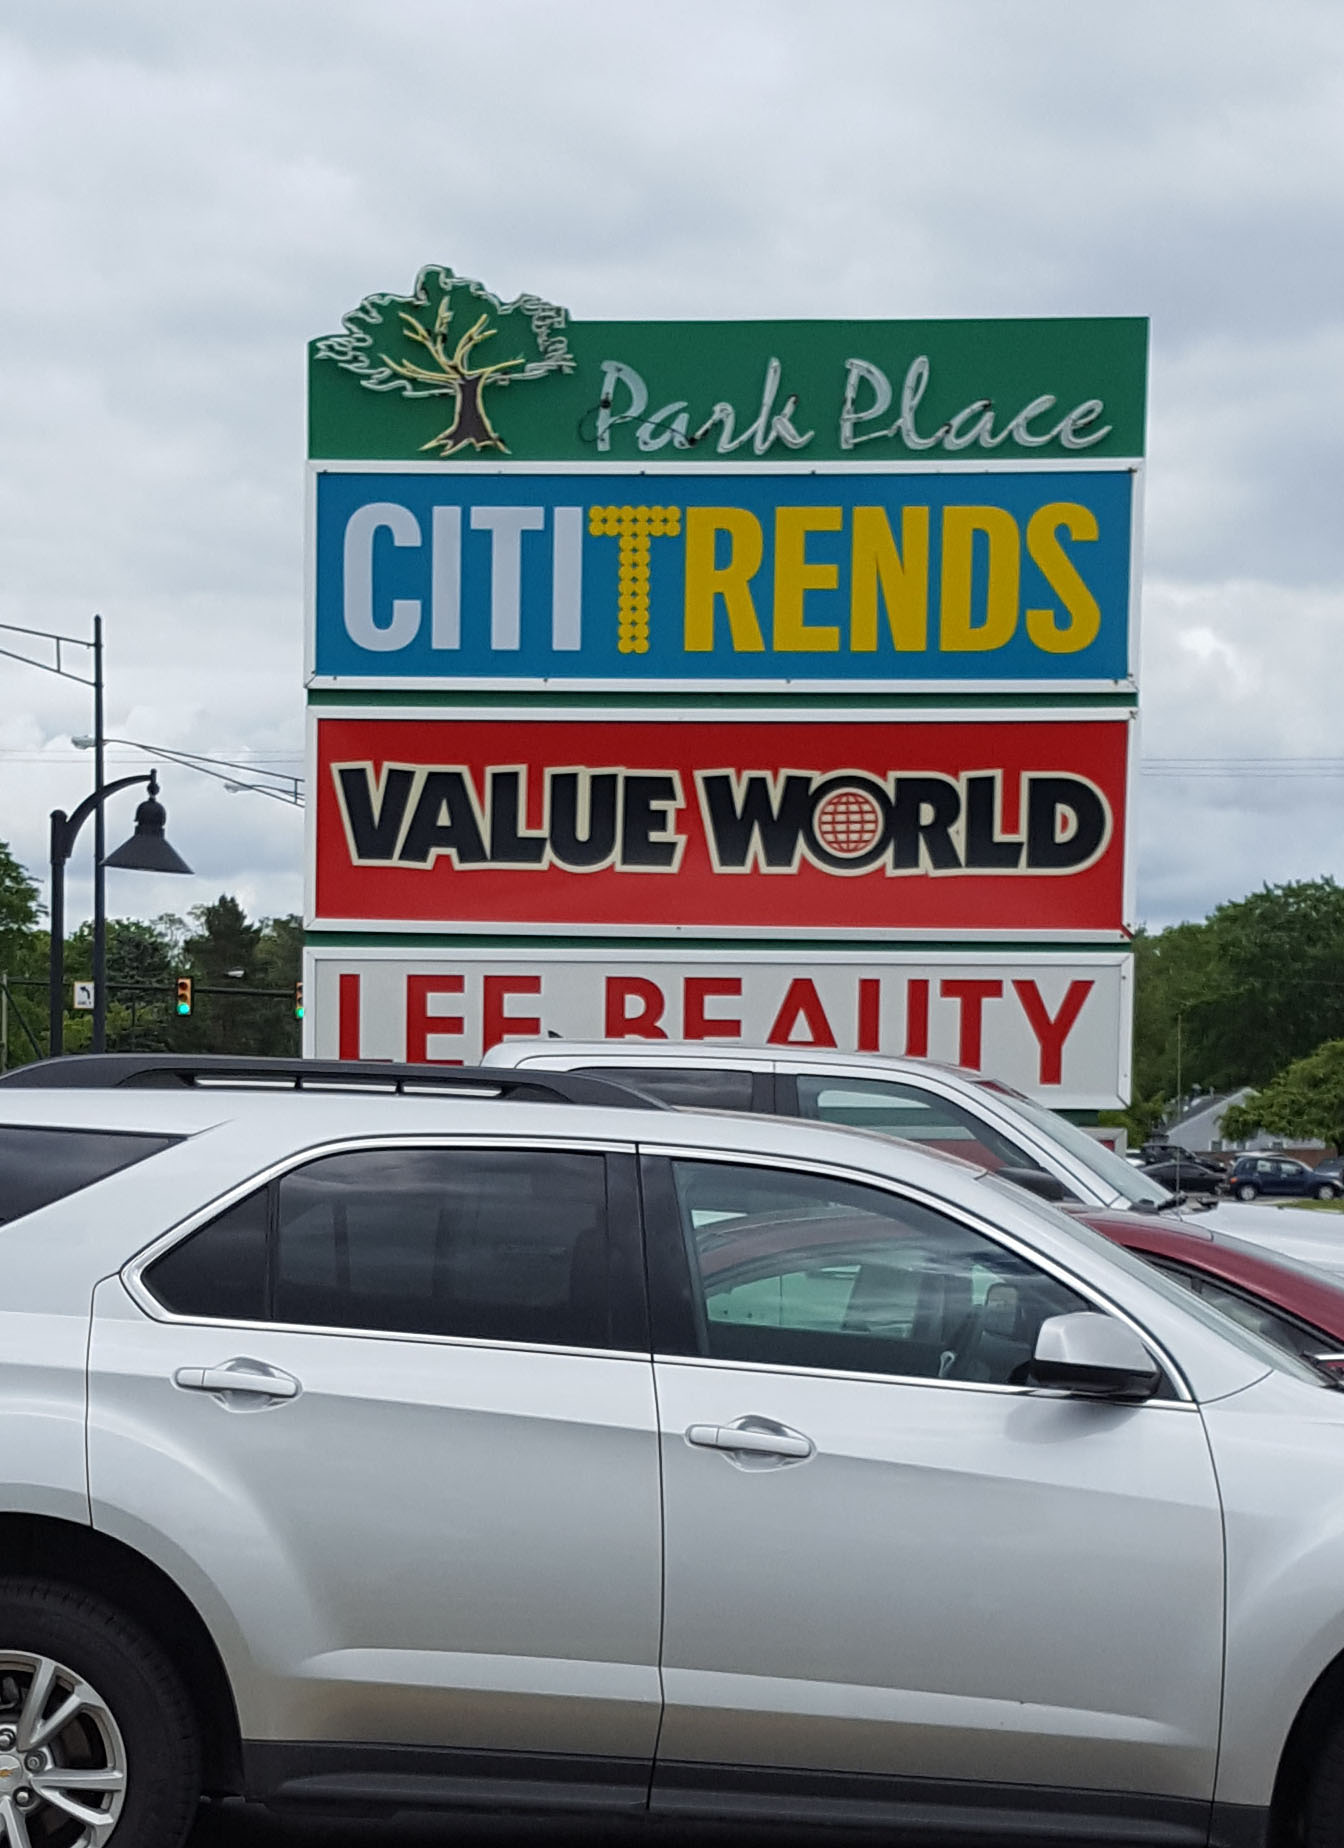 Park Place
CITITRENDS
VALUE WORLD
LEE BEAUTY